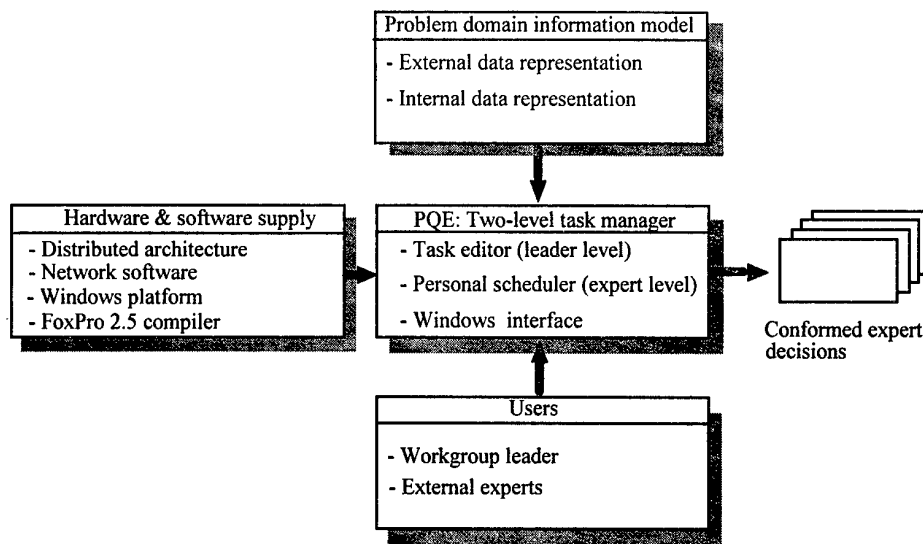 Problem domain information model
- External data representation
- Internal data representation
Hardware & software supply
- Distributed architecture
- Network software
- Windows platform
- FoxPro 2.5 compiler
PQE: Two-level task manager
- Task editor (leader level)
- Personal scheduler (expert level)
- Windows interface
Conformed expert
decisions
Users
- Workgroup leader
- External experts